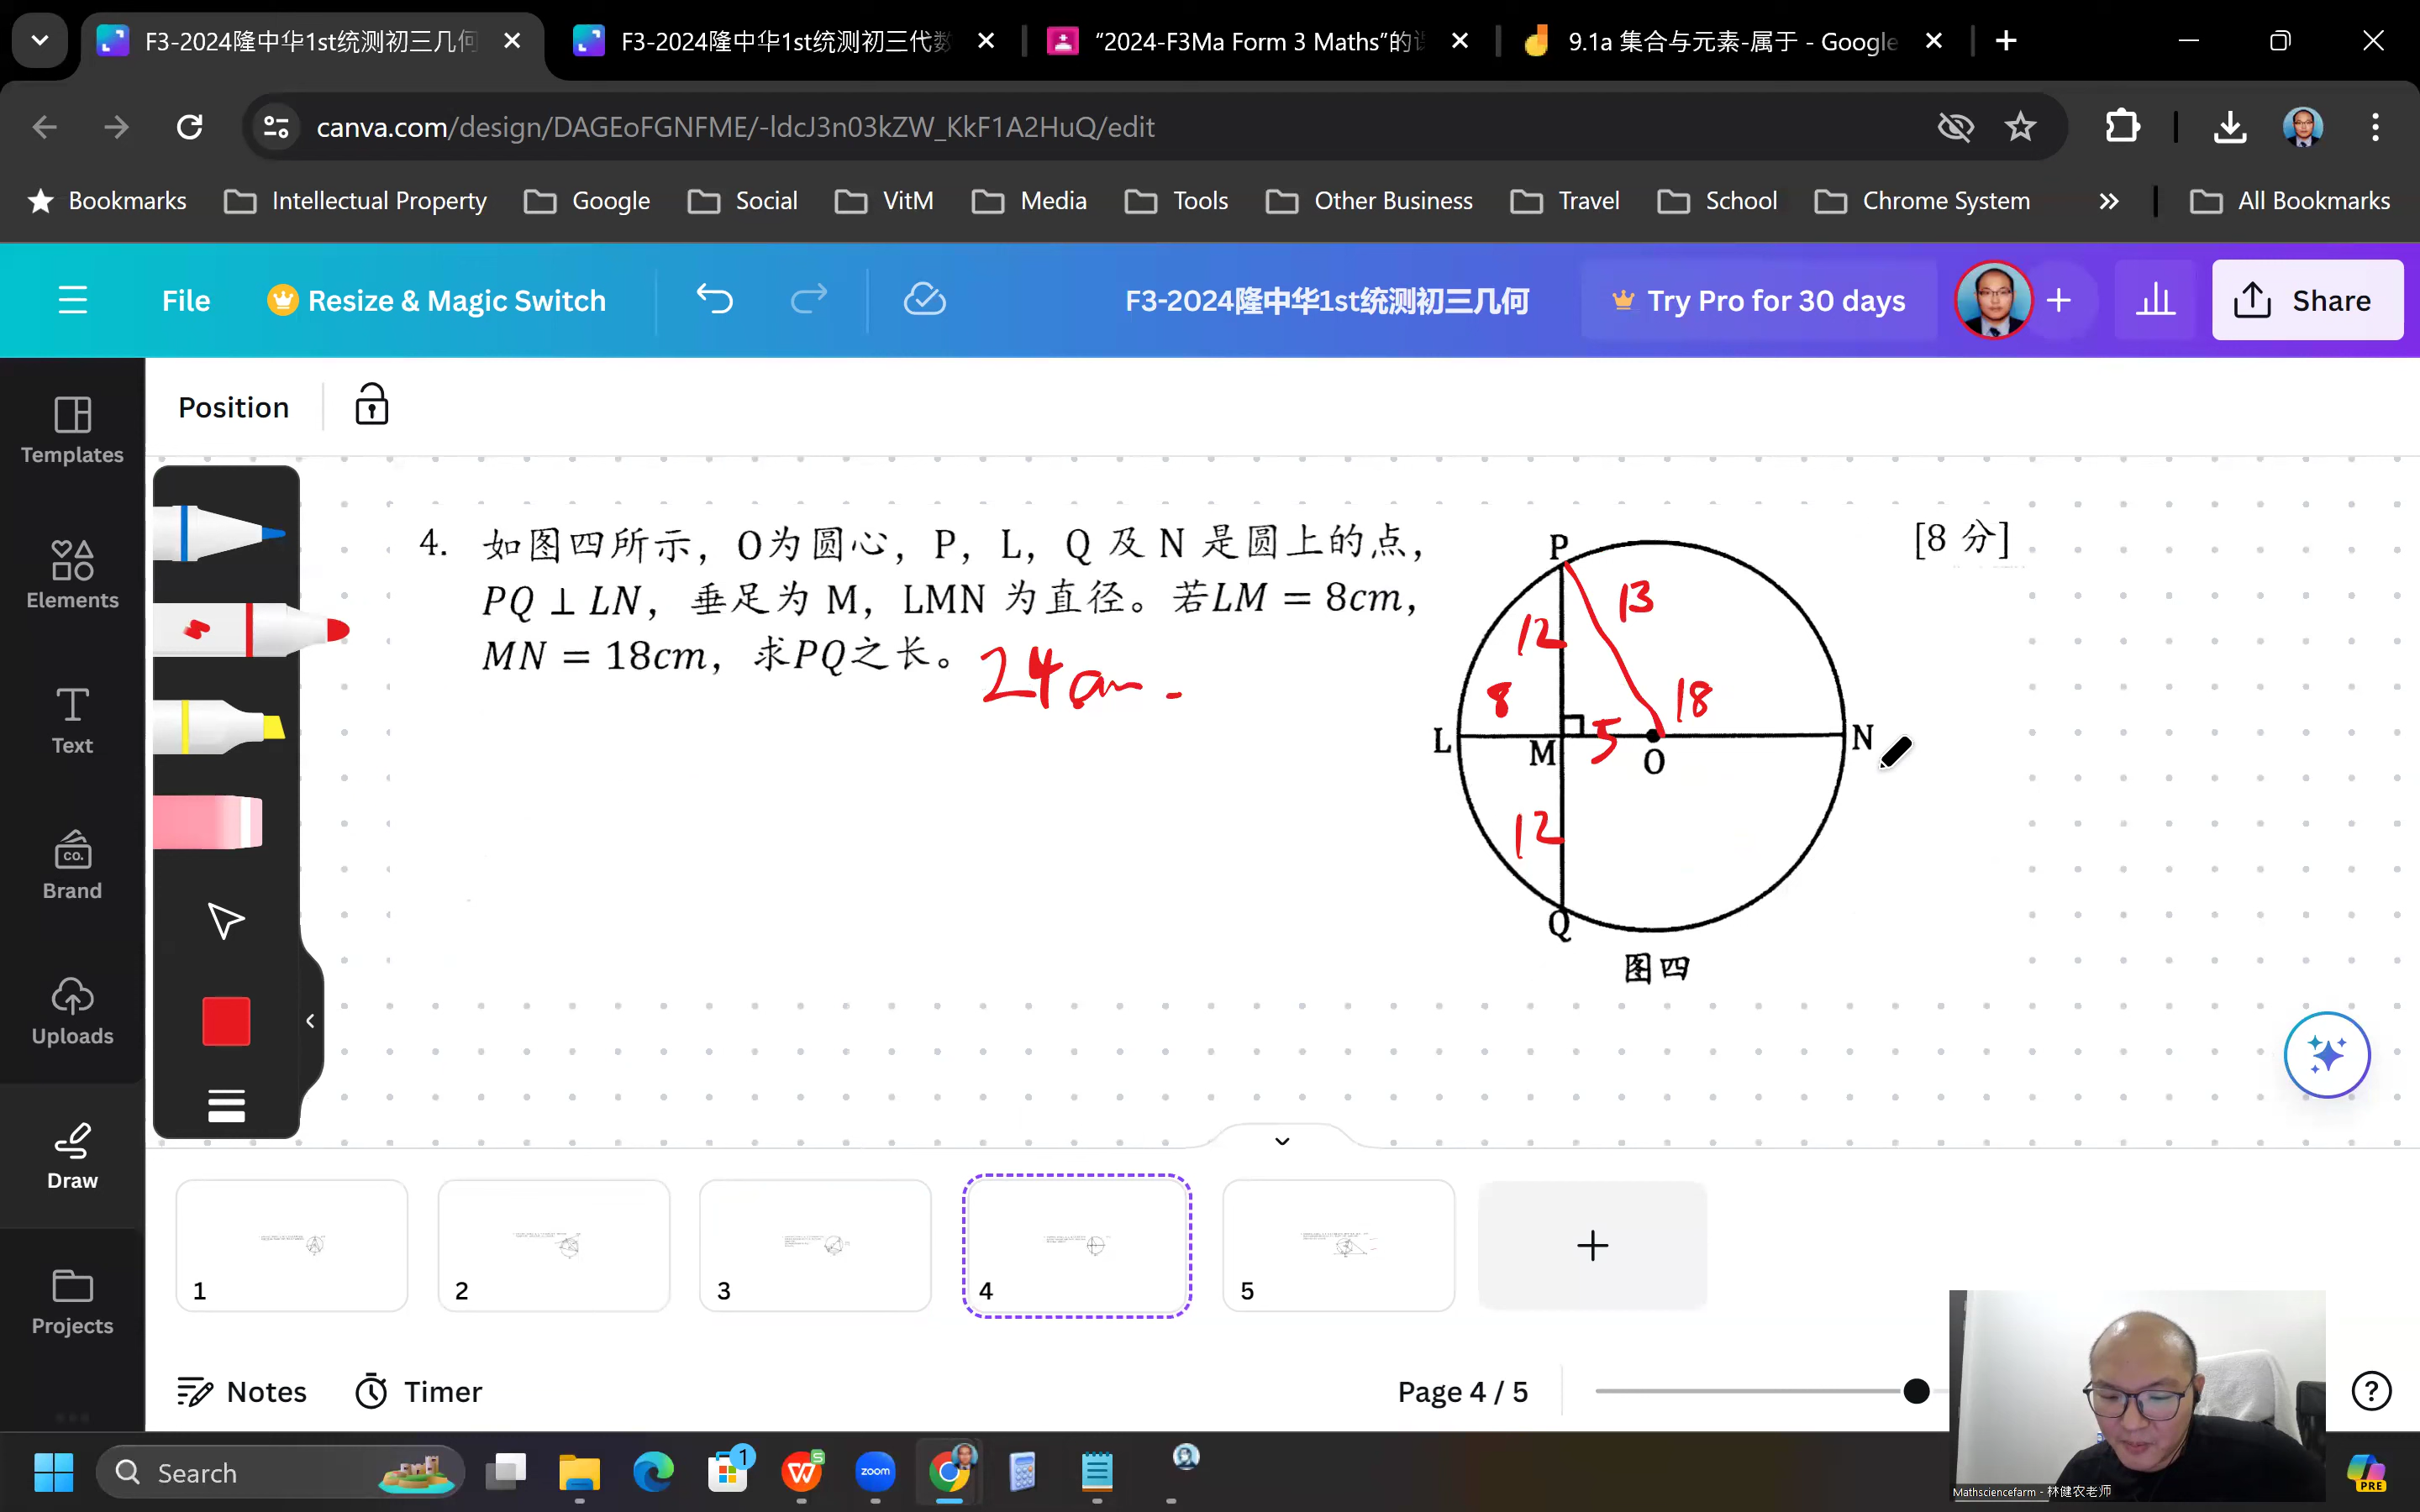 F3-2024隆中华1st统测初三几何
F3-2024隆中华1st统测初三代数
“2024-F3Ma Form 3 Maths”的
9.1a 集合与元素-属于 - Google
canva.com/design/DAGEoFGNFME/-ldcJ3n03kZW_KkF1A2HuQ/edit
Bookmarks
Intellectual Property
Google
Social
VitM
Media
Tools
Other Business
Travel
School
Chrome System
All Bookmarks
File
Resize & Magic Switch
F3-2024隆中华1st统测初三几何
Try Pro for 30 days
Share
Position
Templates
Elements
Text
Brand
CO.
Uploads
Draw
Projects
4. 如图四所示，O为圆心，P，L，Q 及 N 是圆上的点，
PQ ⊥ LN，垂足为 M，LMN 为直径。若LM = 8cm，
MN = 18cm，求PQ之长。 24cm.
[8 分]
P
13
12
8
18
L
M
5
O
N
12
Q
图四
1
2
3
4
5
Notes
Timer
Page 4 / 5
Mathsciencefarm - 林健农老师
Search
1
S
W
zoom
PRE